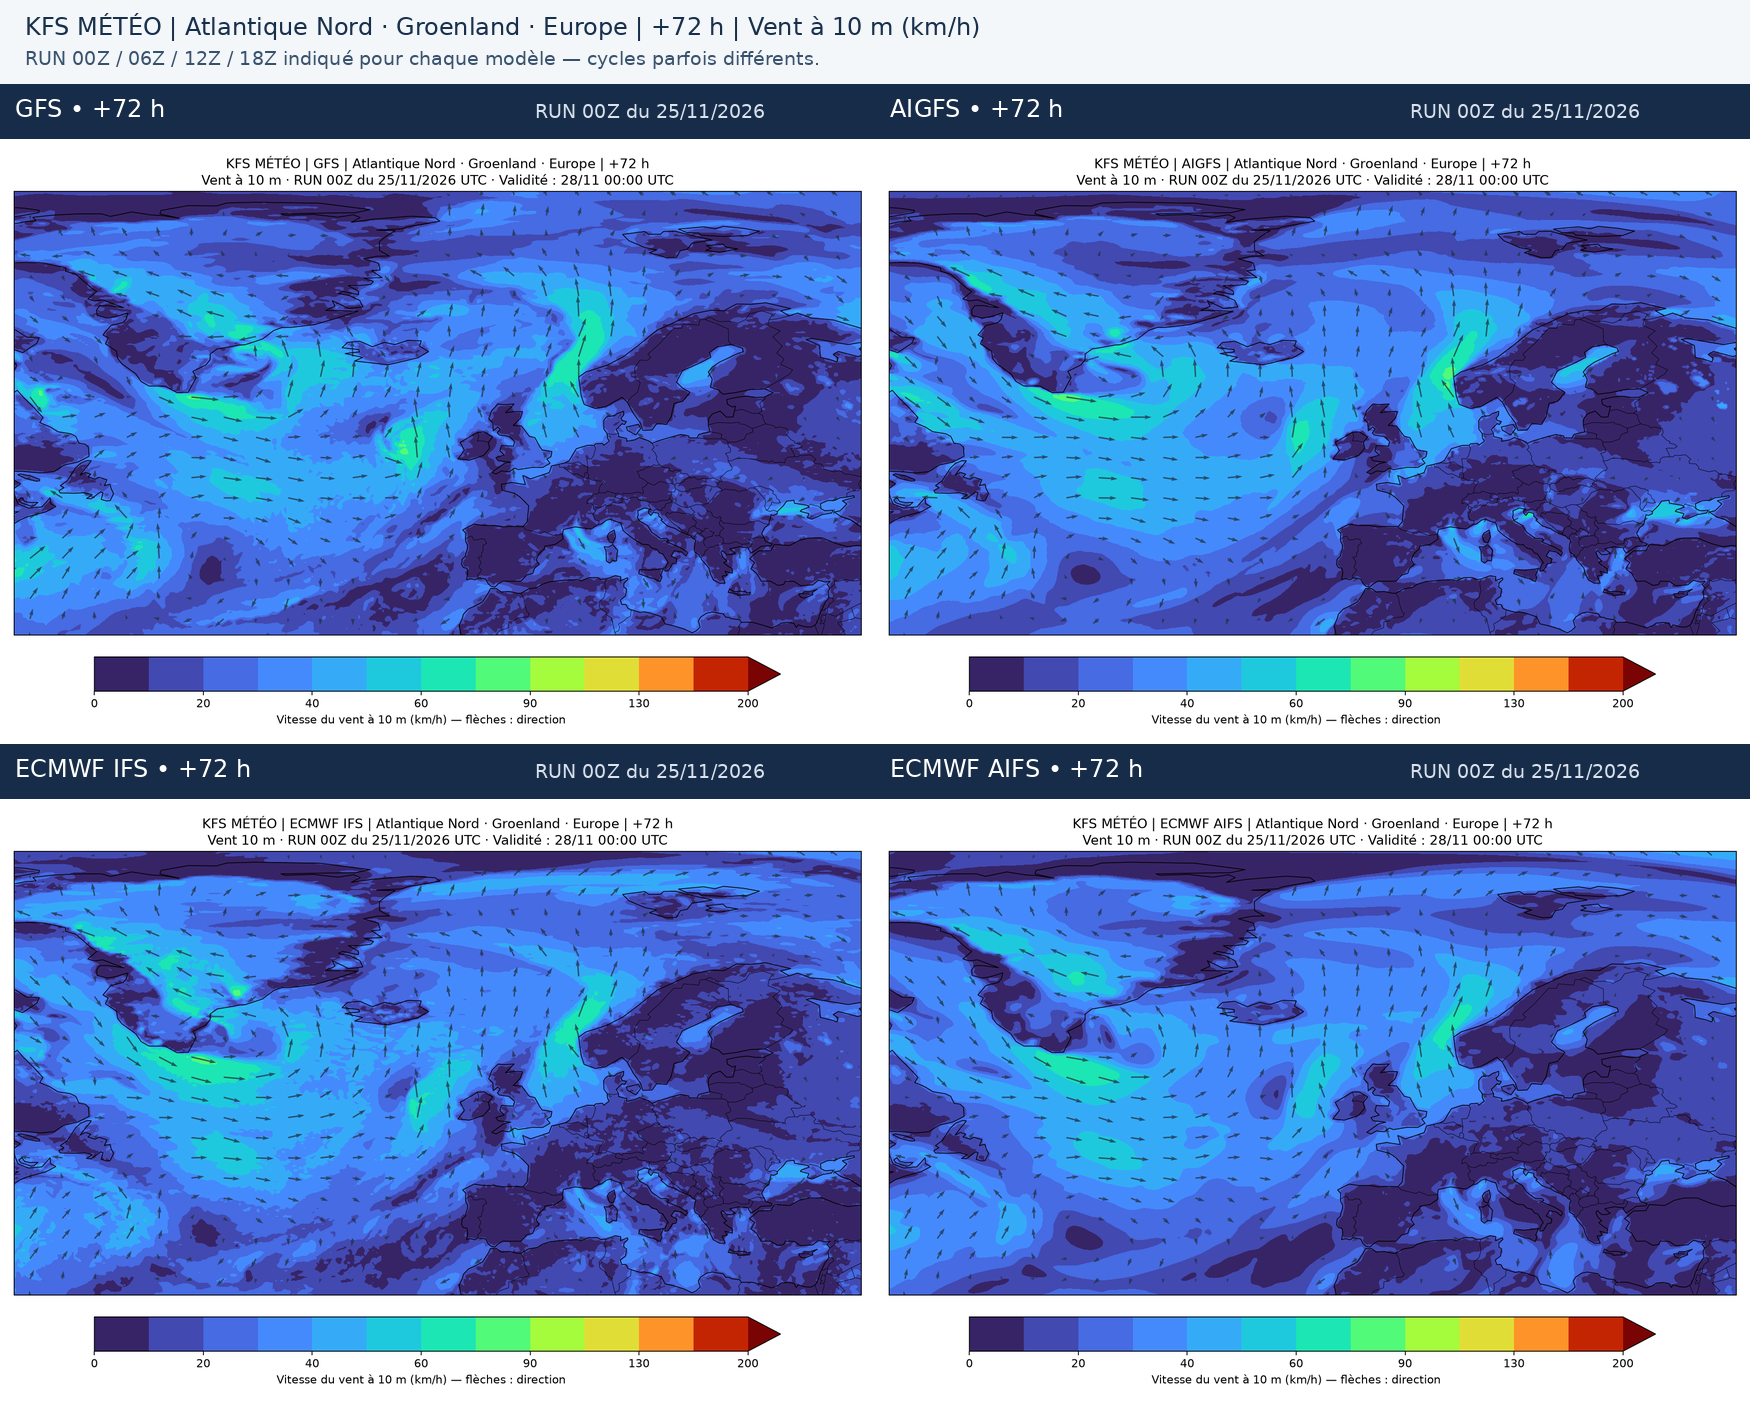 KFS MÉTÉO | Atlantique Nord · Groenland · Europe | +72 h | Vent à 10 m (km/h)
RUN 00Z / 06Z / 12Z / 18Z indiqué pour chaque modèle — cycles parfois différents.
GFS • +72 h
RUN 00Z du 25/11/2026
KFS MÉTÉO | GFS | Atlantique Nord · Groenland · Europe | +72 h
Vent à 10 m · RUN 00Z du 25/11/2026 UTC · Validité : 28/11 00:00 UTC
0 20 40 60 90 130 200
Vitesse du vent à 10 m (km/h) — flèches : direction
AIGFS • +72 h
RUN 00Z du 25/11/2026
KFS MÉTÉO | AIGFS | Atlantique Nord · Groenland · Europe | +72 h
Vent à 10 m · RUN 00Z du 25/11/2026 UTC · Validité : 28/11 00:00 UTC
0 20 40 60 90 130 200
Vitesse du vent à 10 m (km/h) — flèches : direction
ECMWF IFS • +72 h
RUN 00Z du 25/11/2026
KFS MÉTÉO | ECMWF IFS | Atlantique Nord · Groenland · Europe | +72 h
Vent 10 m · RUN 00Z du 25/11/2026 UTC · Validité : 28/11 00:00 UTC
0 20 40 60 90 130 200
Vitesse du vent à 10 m (km/h) — flèches : direction
ECMWF AIFS • +72 h
RUN 00Z du 25/11/2026
KFS MÉTÉO | ECMWF AIFS | Atlantique Nord · Groenland · Europe | +72 h
Vent 10 m · RUN 00Z du 25/11/2026 UTC · Validité : 28/11 00:00 UTC
0 20 40 60 90 130 200
Vitesse du vent à 10 m (km/h) — flèches : direction